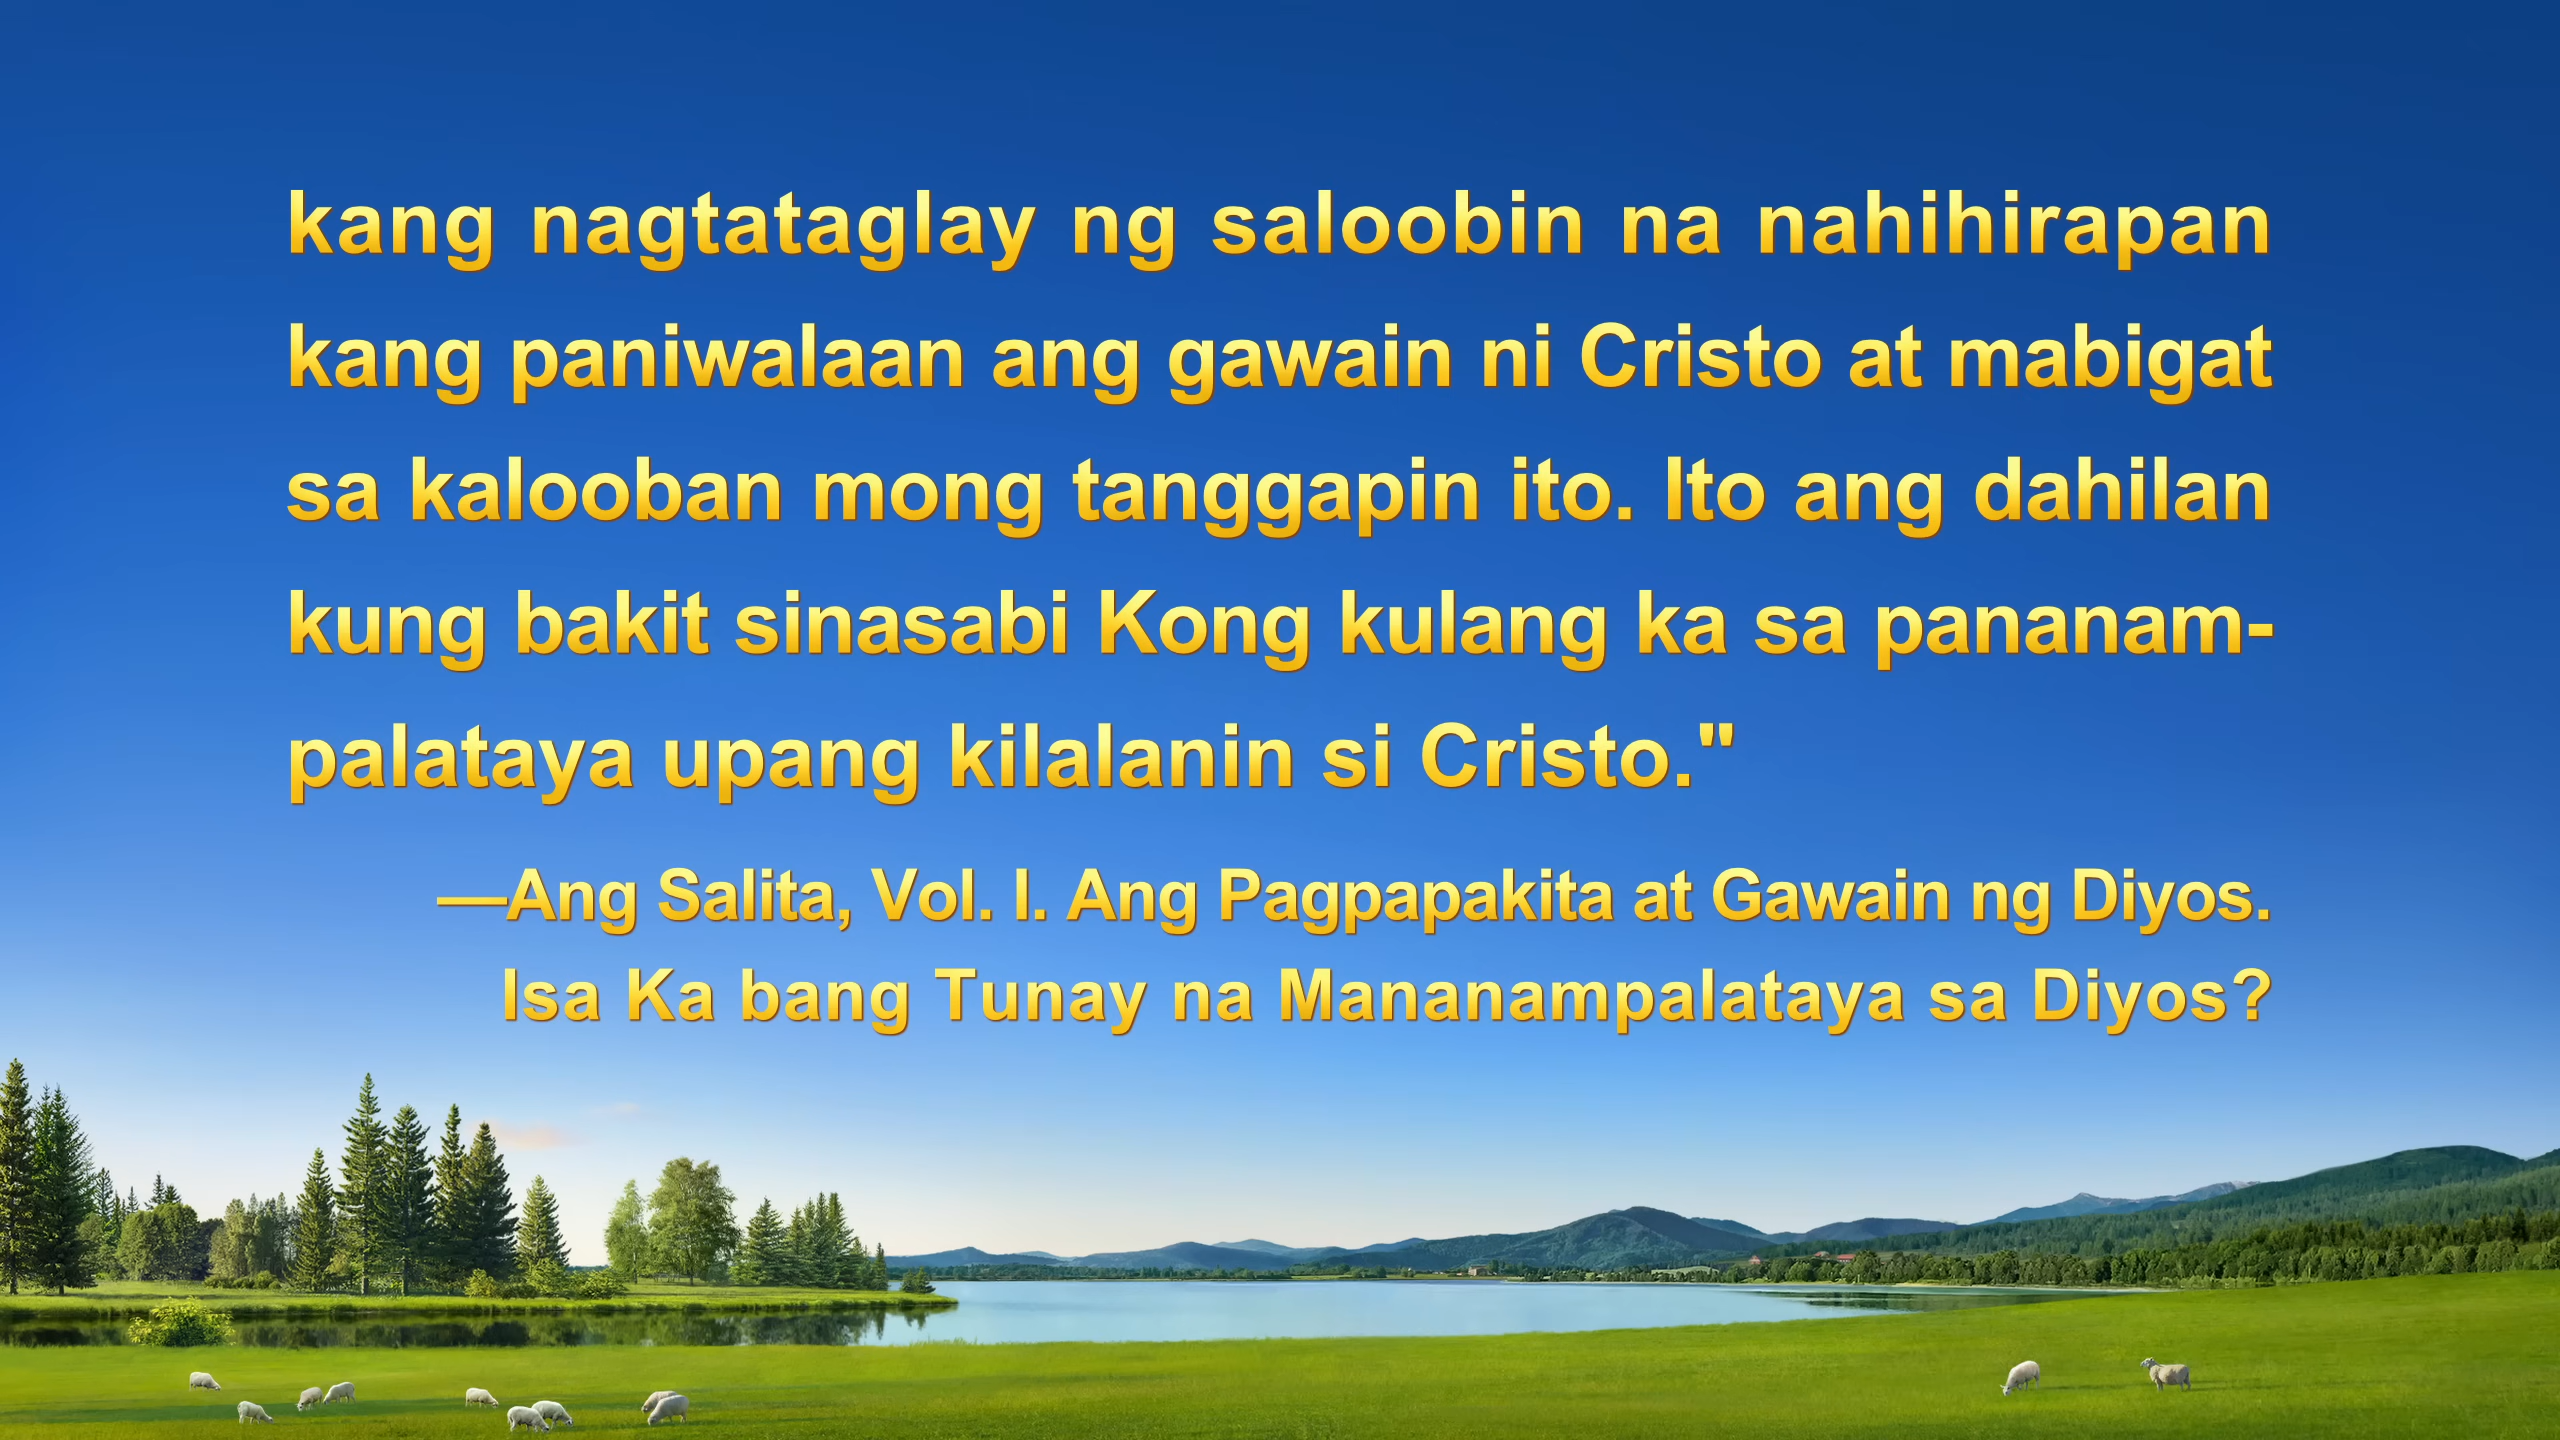 kang nagtataglay ng saloobin na nahihirapan
kang paniwalaan ang gawain ni Cristo at mabigat
sa kalooban mong tanggapin ito. Ito ang dahilan
kung bakit sinasabi Kong kulang ka sa pananam-
palataya upang kilalanin si Cristo."
—Ang Salita, Vol. I. Ang Pagpapakita at Gawain ng Diyos.
Isa Ka bang Tunay na Mananampalataya sa Diyos?